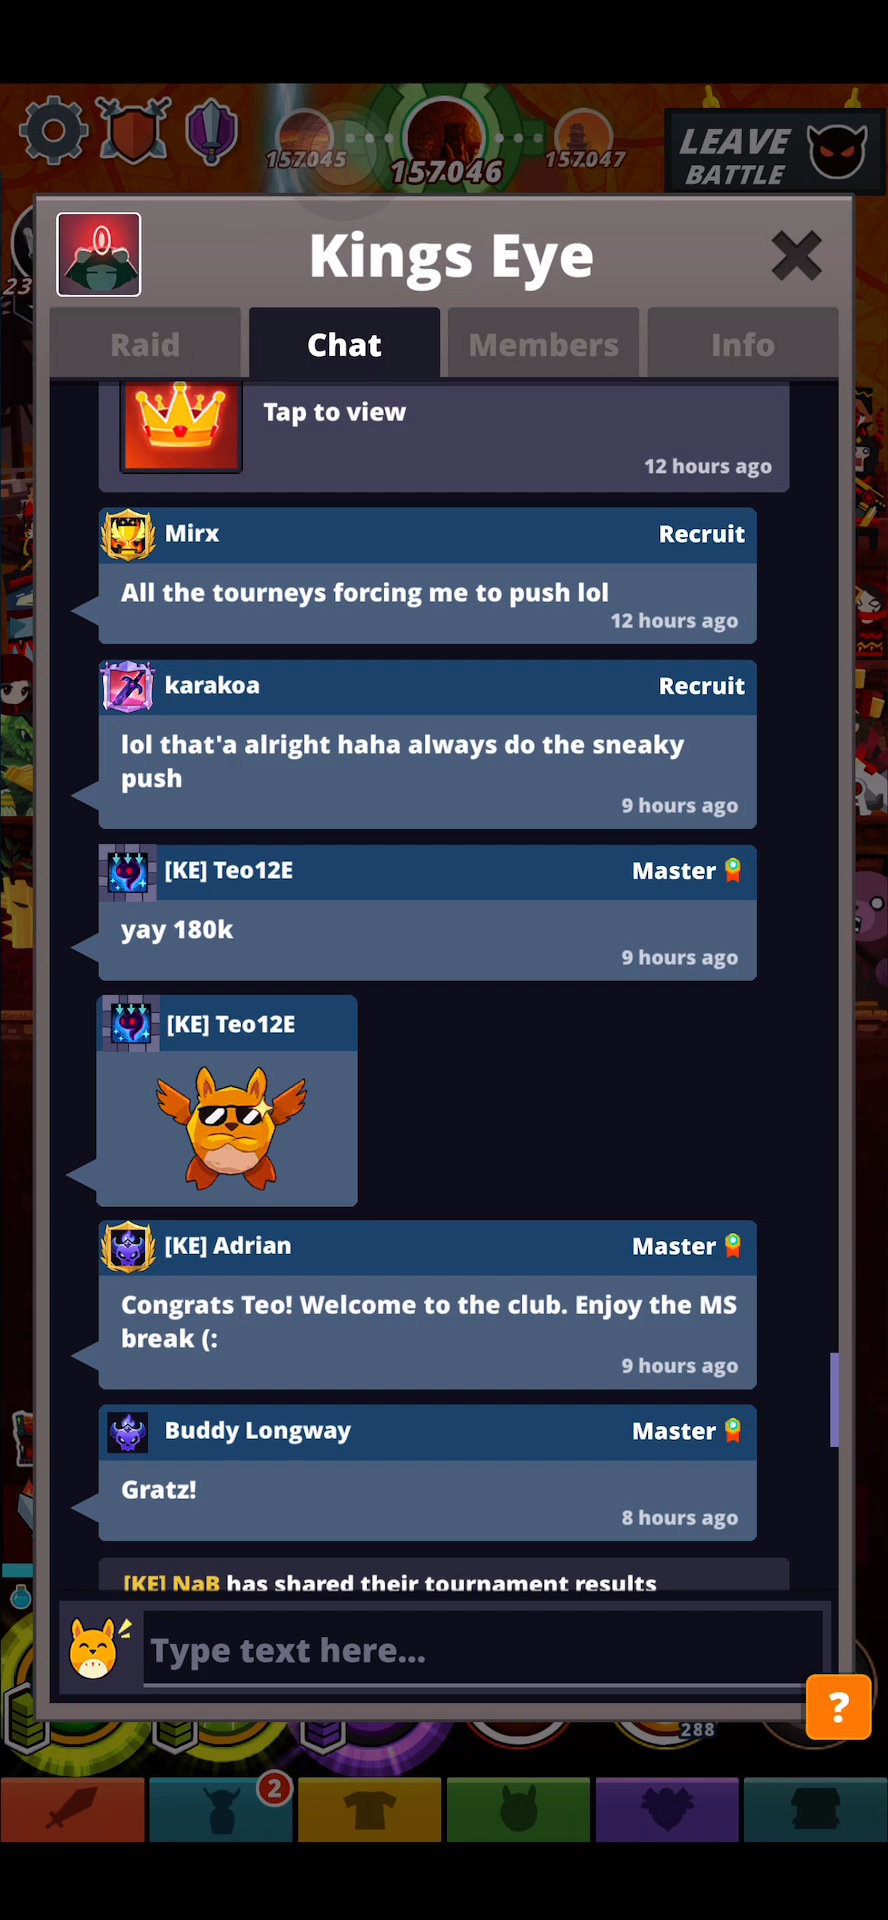 157045
157046
157047
LEAVE
BATTLE
23
Kings Eye
Raid
Chat
Members
Info
Tap to view
12 hours ago
Mirx
Recruit
All the tourneys forcing me to push lol
12 hours ago
karakoa
Recruit
lol that'a alright haha always do the sneaky
push
9 hours ago
[KE] Teo12E
Master
yay 180k
9 hours ago
[KE] Teo12E
[KE] Adrian
Master
Congrats Teo! Welcome to the club. Enjoy the MS
break (:
9 hours ago
Buddy Longway
Master
Gratz!
8 hours ago
[KE] NaB has shared their tournament results
Type text here...
?
288
2